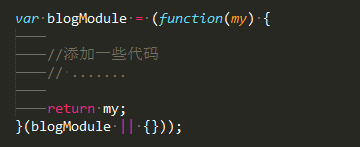 var blogModule = (function(my) {
//添加一些代码
// .......
return my;
}(blogModule || {}));